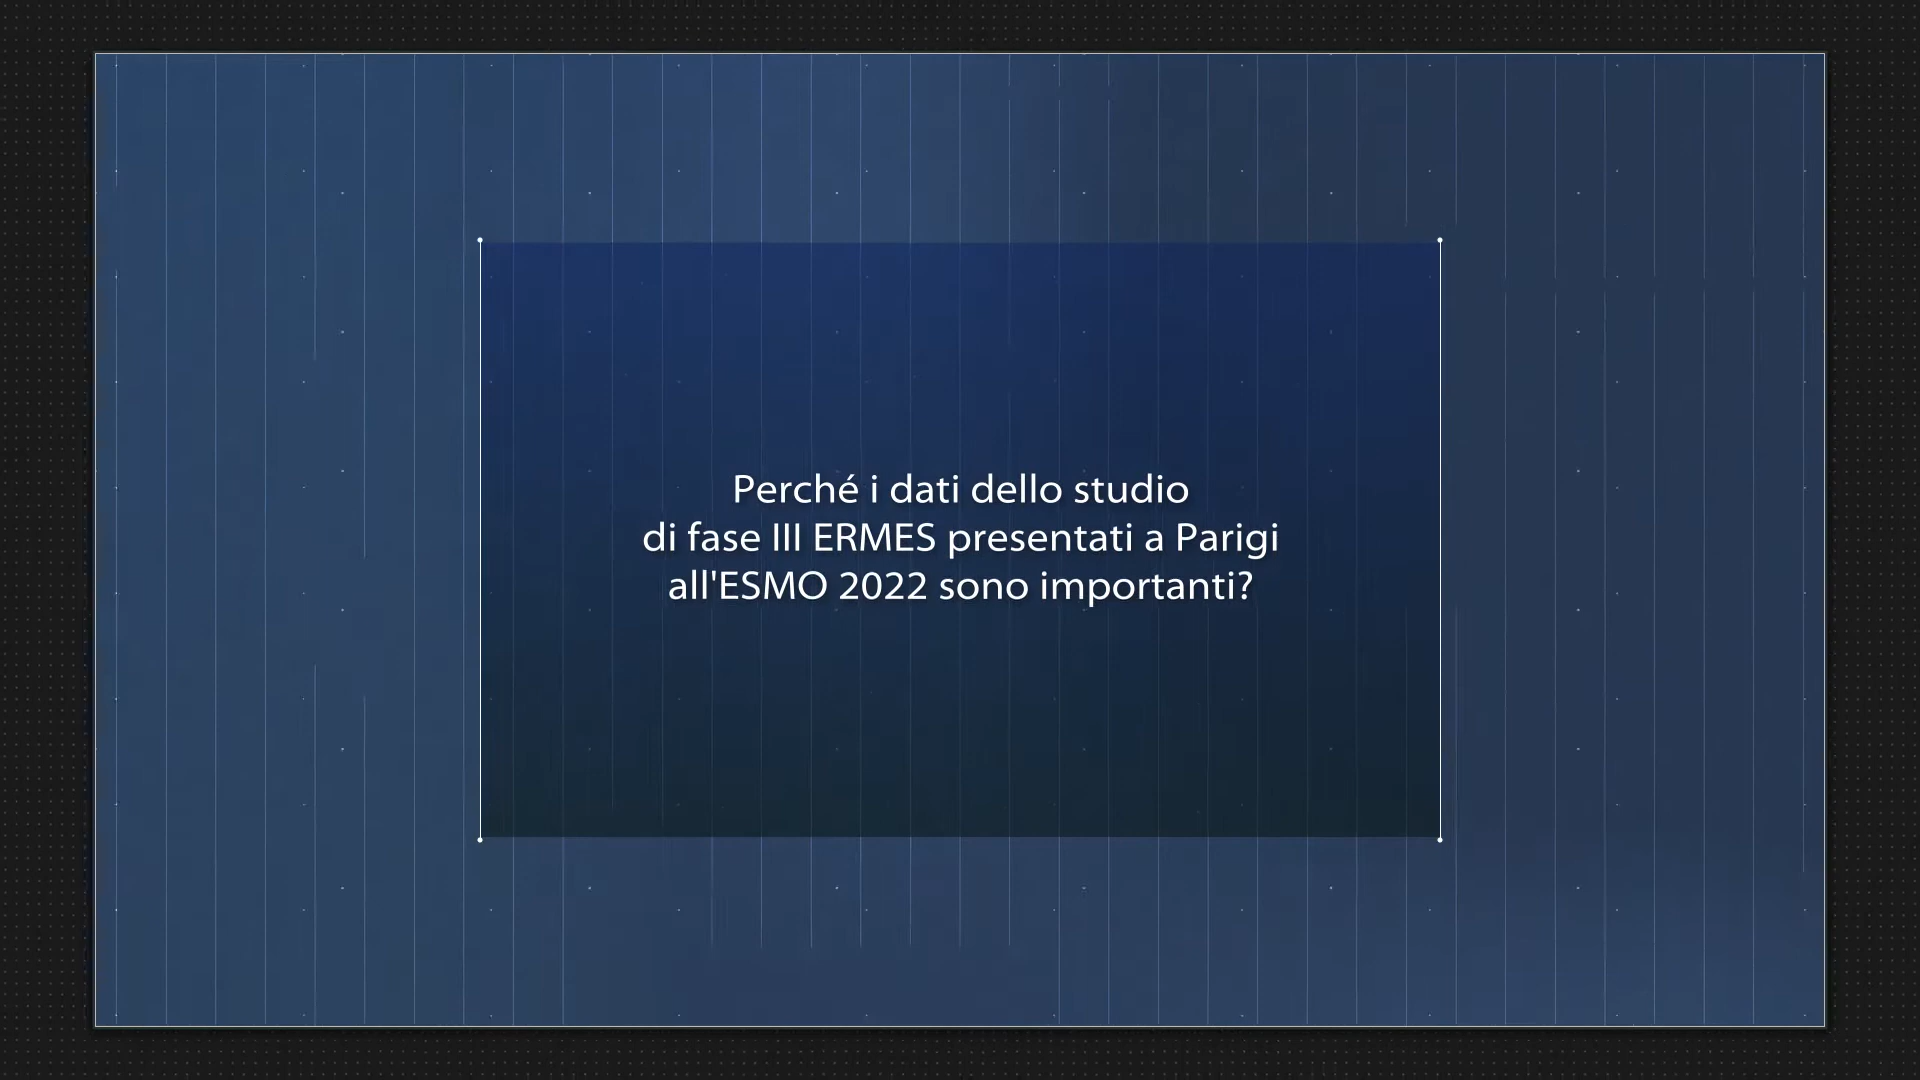 Perché i dati dello studio
di fase III ERMES presentati a Parigi
all'ESMO 2022 sono importanti?